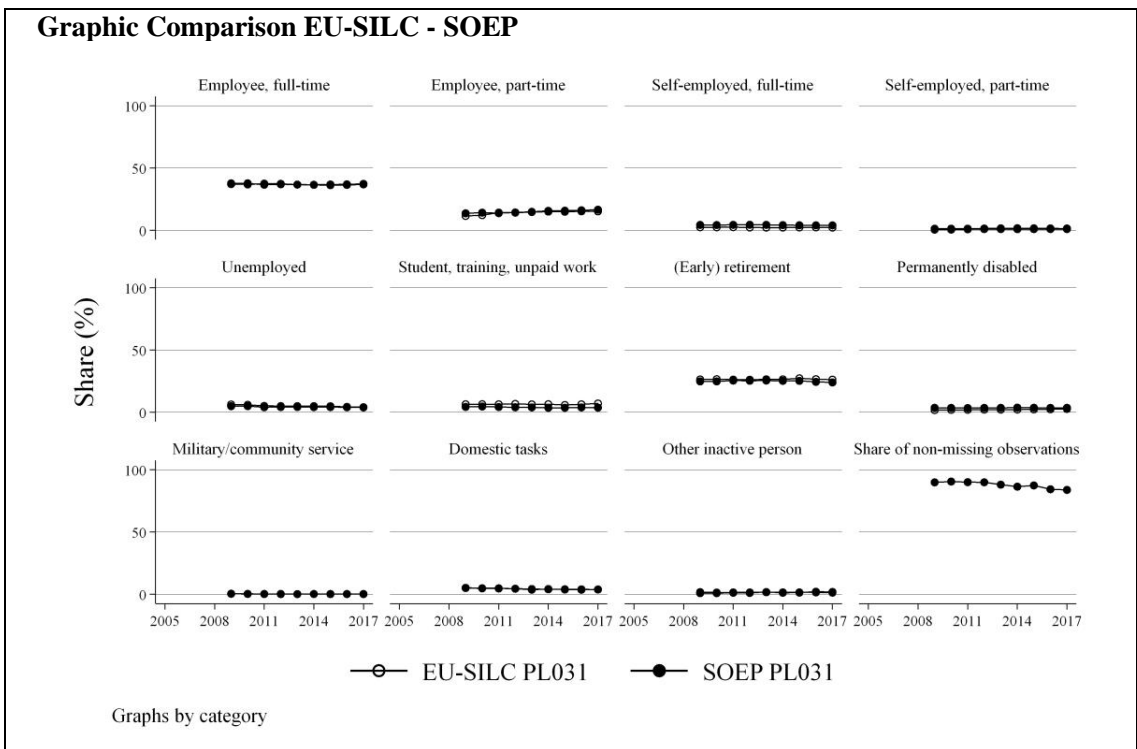 Graphic Comparison EU-SILC - SOEP
Employee, full-time
Employee, part-time
Self-employed, full-time
Self-employed, part-time
100
50
0
Unemployed
Student, training, unpaid work
(Early) retirement
Permanently disabled
100
50
0
Share (%)
Military/community service
Domestic tasks
Other inactive person
Share of non-missing observations
100
50
0
2005 2008 2011 2014 2017 2005 2008 2011 2014 2017 2005 2008 2011 2014 2017 2005 2008 2011 2014 2017
EU-SILC PL031 SOEP PL031
Graphs by category